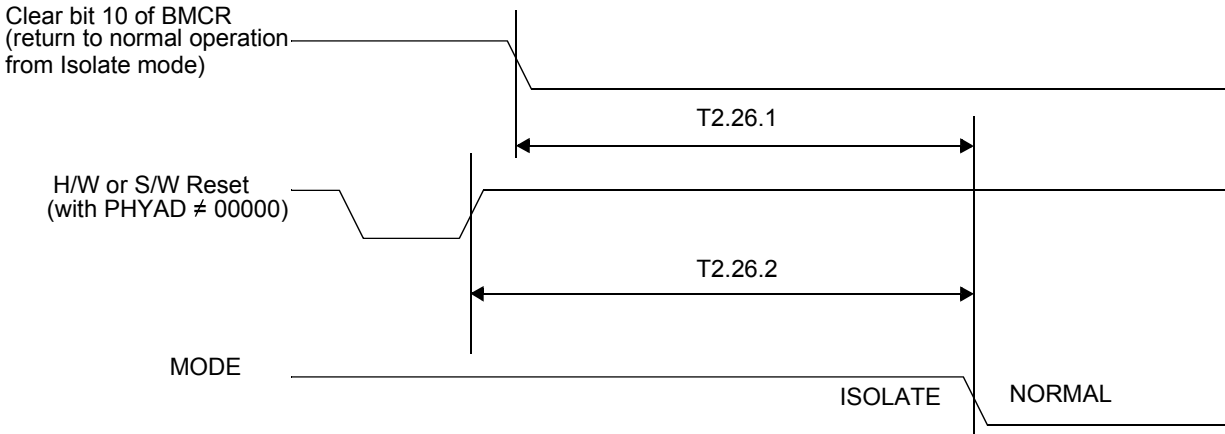 Clear bit 10 of BMCR
(return to normal operation
from Isolate mode)
T2.26.1
H/W or S/W Reset
(with PHYAD ≠ 00000)
T2.26.2
MODE
ISOLATE
NORMAL